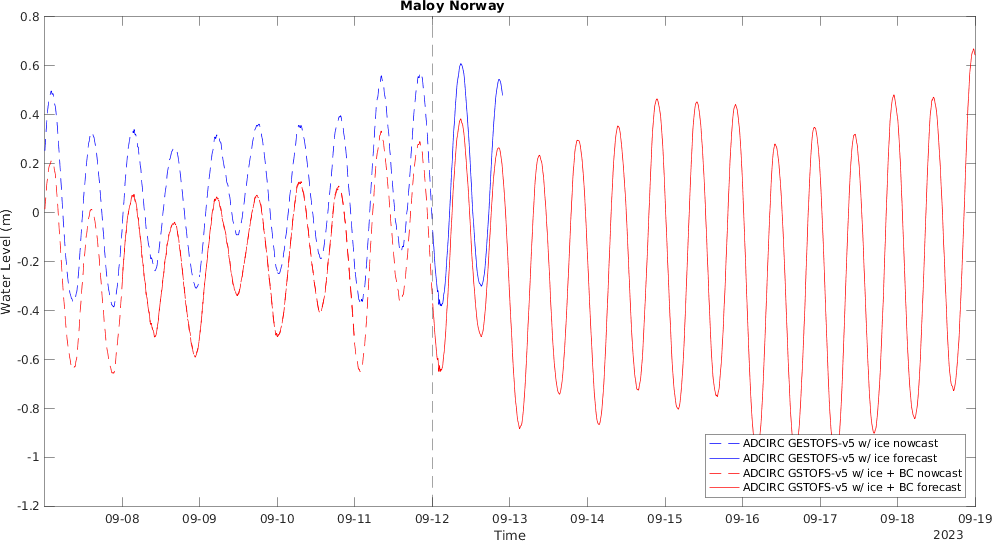 Maloy Norway
0.8
0.6
0.4
0.2
0
-0.2
-0.4
-0.6
-0.8
-1
-1.2
Water Level (m)
ADCIRC GESTOFS-v5 w/ ice nowcast
ADCIRC GESTOFS-v5 w/ ice forecast
ADCIRC GSTOFS-v5 w/ ice + BC nowcast
ADCIRC GSTOFS-v5 w/ ice + BC forecast
09-08 09-09 09-10 09-11 09-12 09-13 09-14 09-15 09-16 09-17 09-18 09-19
Time
2023